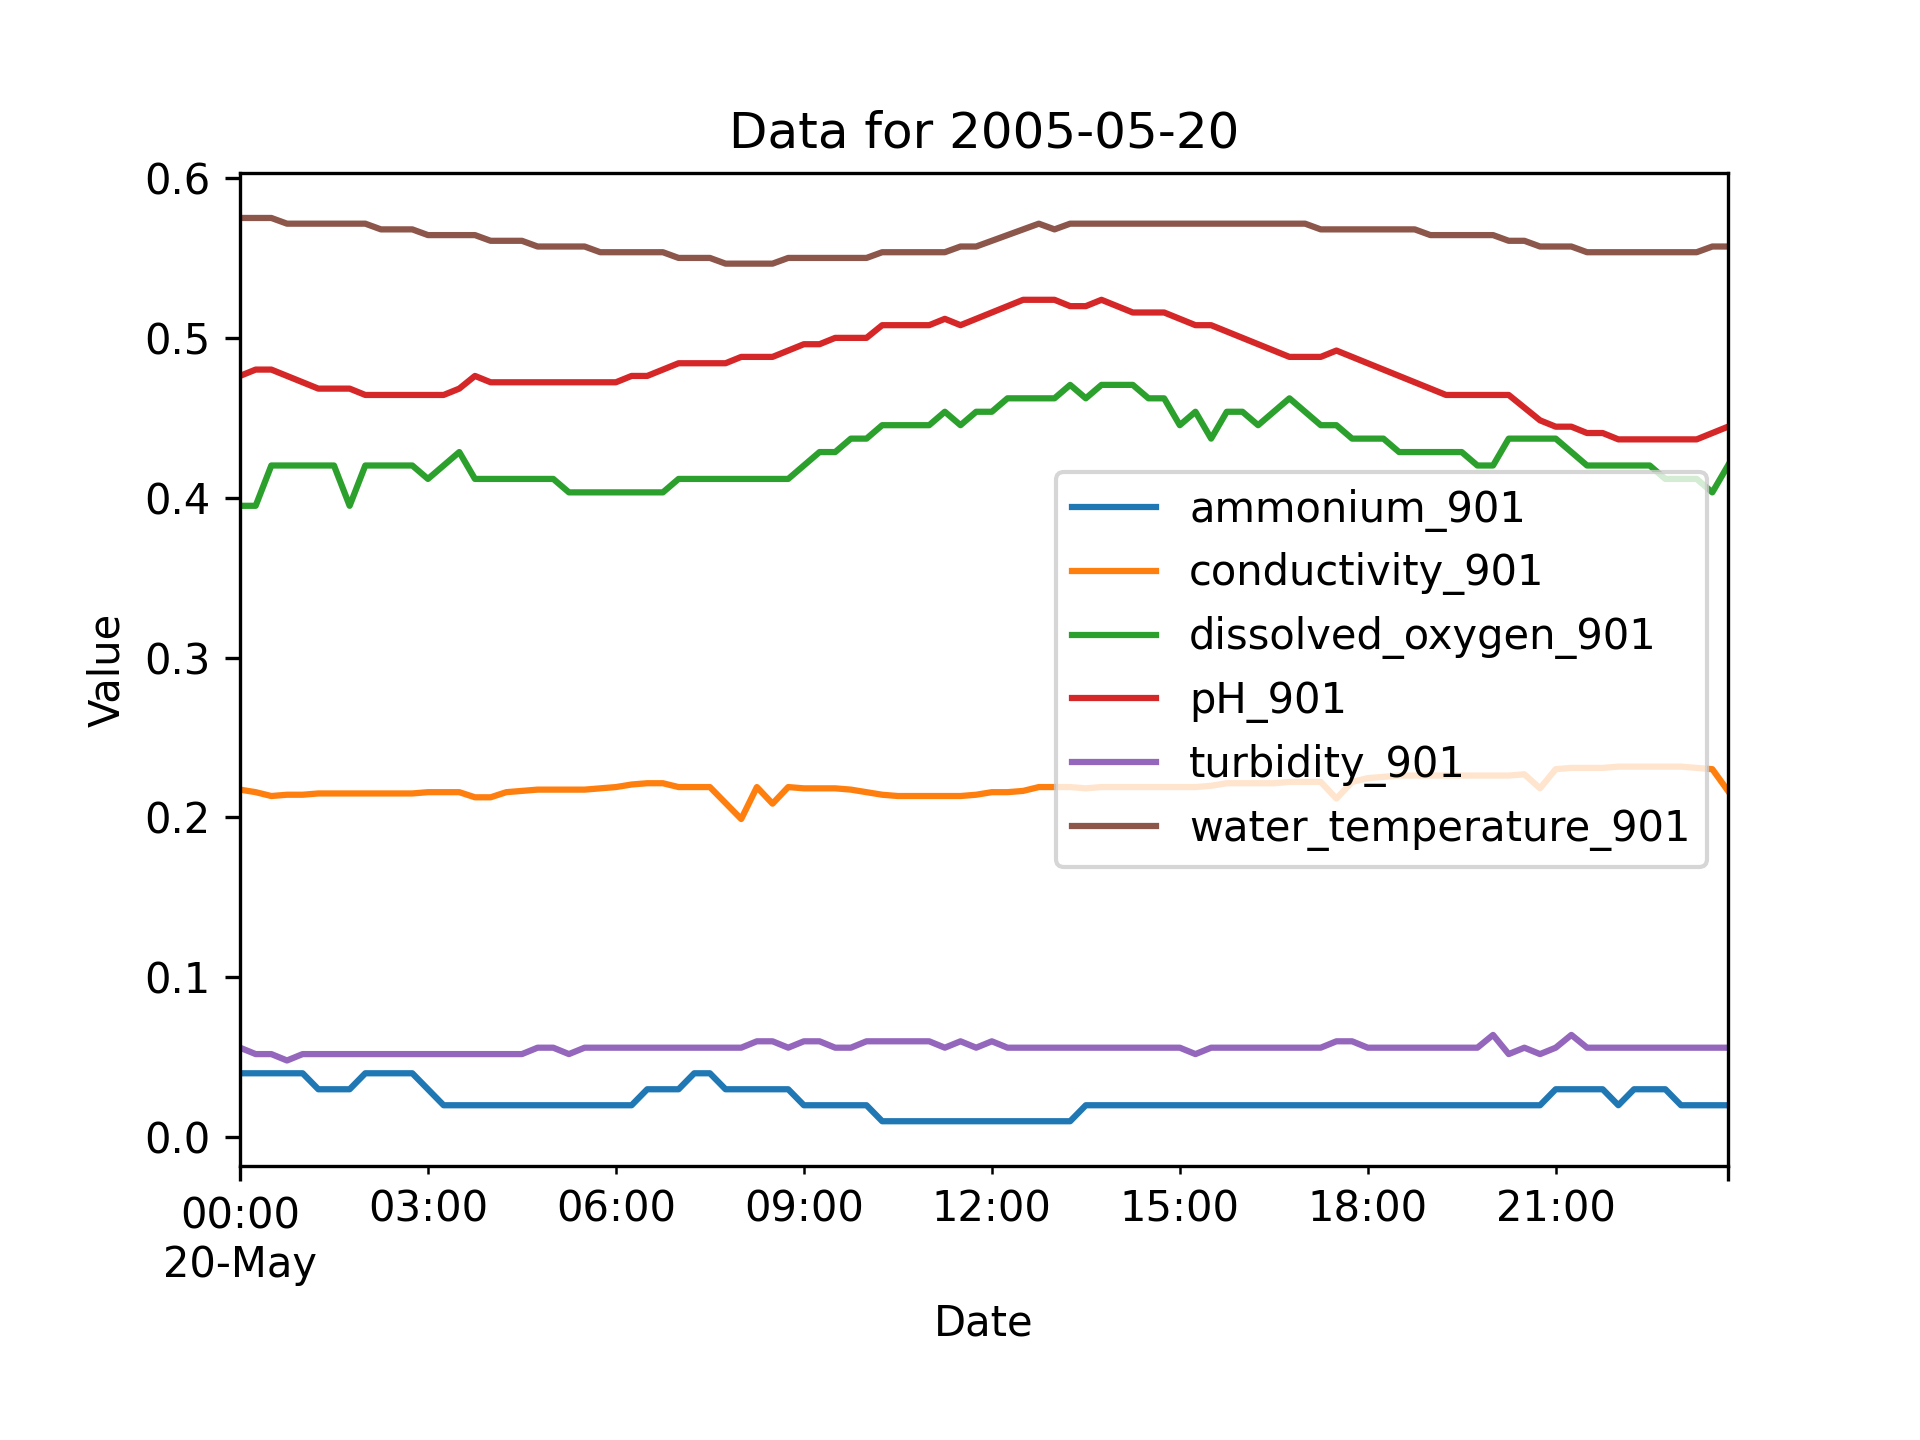 Data for 2005-05-20
0.6
0.5
0.4
0.3
0.2
0.1
0.0
Value
ammonium_901
conductivity_901
dissolved_oxygen_901
pH_901
turbidity_901
water_temperature_901
00:00 03:00 06:00 09:00 12:00 15:00 18:00 21:00
20-May
Date